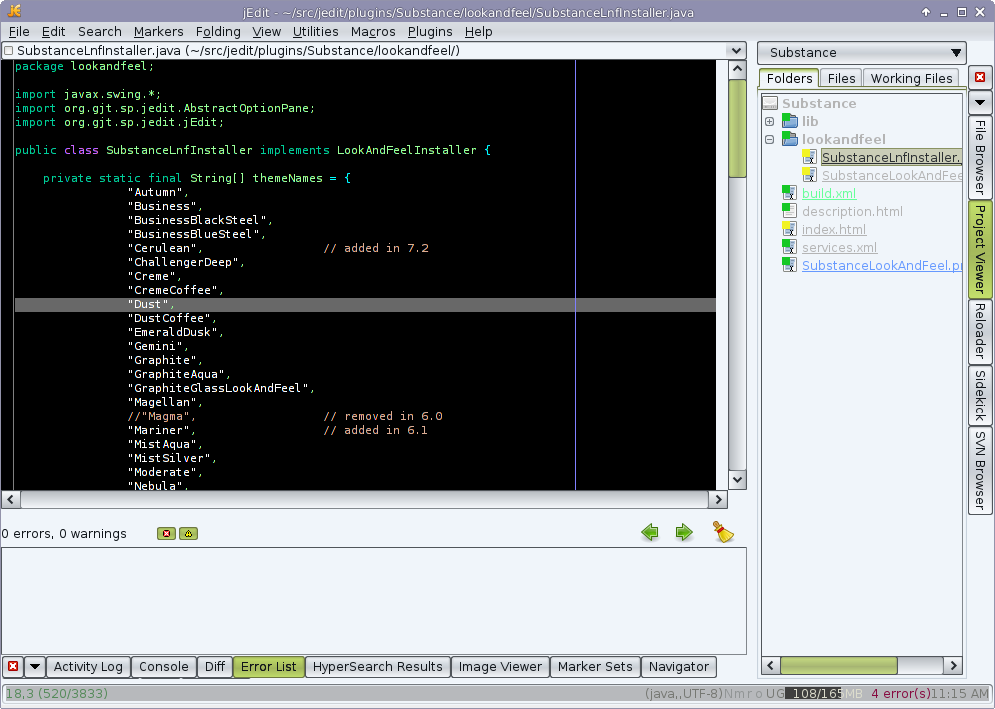 jEdit - ~/src/jedit/plugins/Substance/lookandfeel/SubstanceLnfInstaller.java
File Edit Search Markers Folding View Utilities Macros Plugins Help
SubstanceLnfInstaller.java (~/src/jedit/plugins/Substance/lookandfeel/)
package lookandfeel;
import javax.swing.*;
import org.gjt.sp.jedit.AbstractOptionPane;
import org.gjt.sp.jedit.jEdit;
public class SubstanceLnfInstaller implements LookAndFeelInstaller {
private static final String[] themeNames = {
"Autumn",
"Business",
"BusinessBlackSteel",
"BusinessBlueSteel",
"Cerulean", // added in 7.2
"ChallengerDeep",
"Creme",
"CremeCoffee",
"Dust",
"DustCoffee",
"EmeraldDusk",
"Gemini",
"Graphite",
"GraphiteAqua",
"GraphiteGlassLookAndFeel",
"Magellan",
//"Magma", // removed in 6.0
"Mariner", // added in 6.1
"MistAqua",
"MistSilver",
"Moderate",
"Nebula",
0 errors, 0 warnings
Activity Log Console Diff Error List HyperSearch Results Image Viewer Marker Sets Navigator
Substance
Folders Files Working Files
Substance
lib
lookandfeel
SubstanceLnfInstaller.
SubstanceLookAndFee
build.xml
description.html
index.html
services.xml
SubstanceLookAndFeel.pr
File Browser
Project Viewer
Reloader
Sidekick
SVN Browser
18,3 (520/3833) (java,,UTF-8)Nmr o UG 108/165MB 4 error(s)11:15 AM